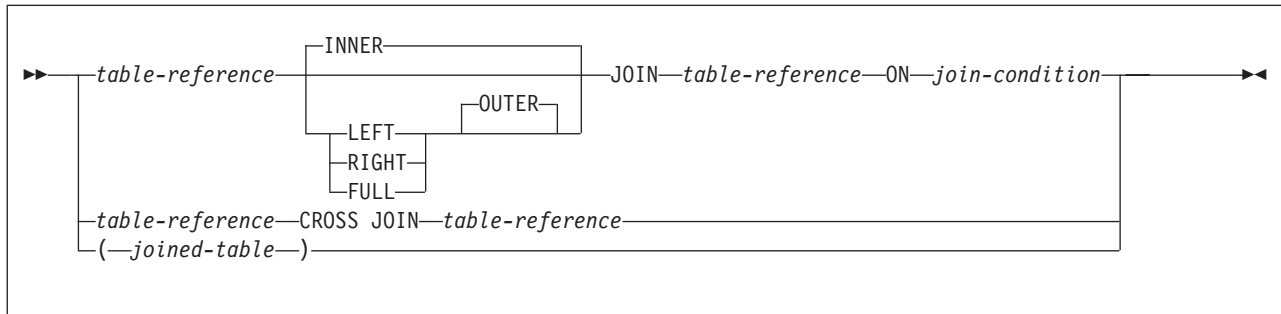 INNER
table-reference JOIN table-reference ON join-condition
OUTER
LEFT
RIGHT
FULL
table-reference CROSS JOIN table-reference
( joined-table )